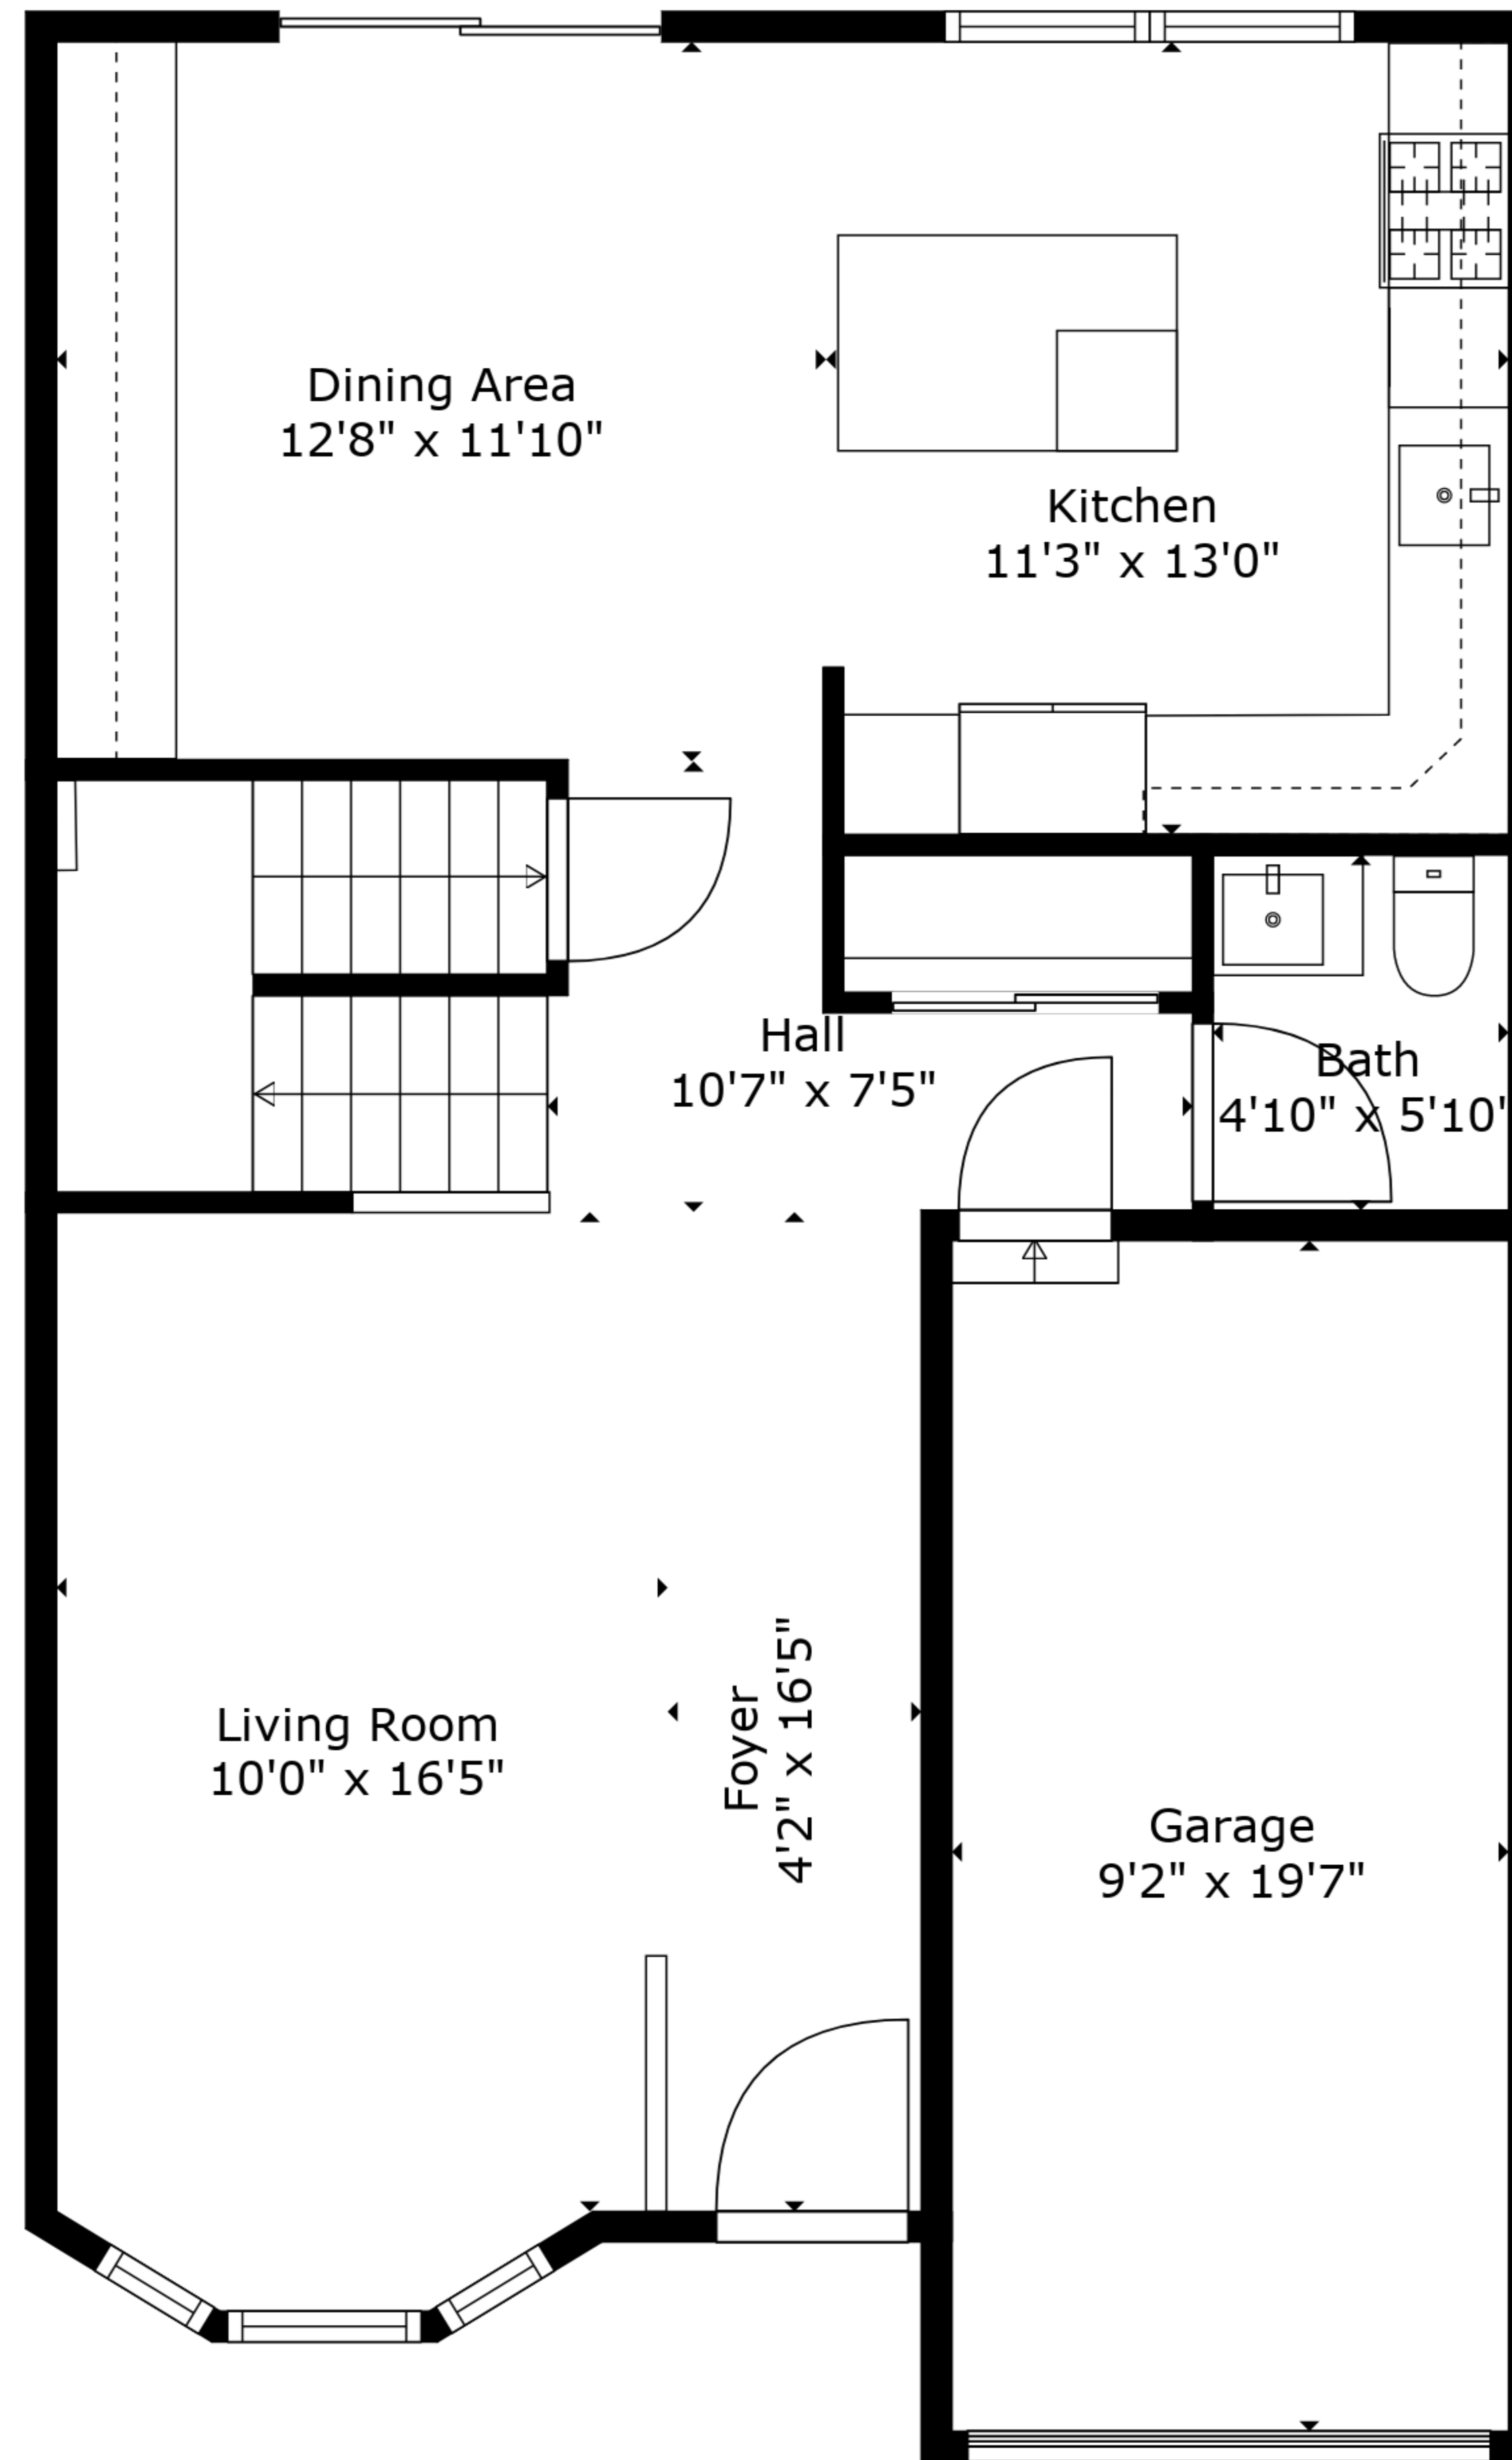 Dining Area
12'8" x 11'10"
Kitchen
11'3" x 13'0"
Hall
10'7" x 7'5"
Bath
4'10" x 5'10'
Living Room
10'0" x 16'5"
Foyer
4'2" x 16'5"
Garage
9'2" x 19'7"